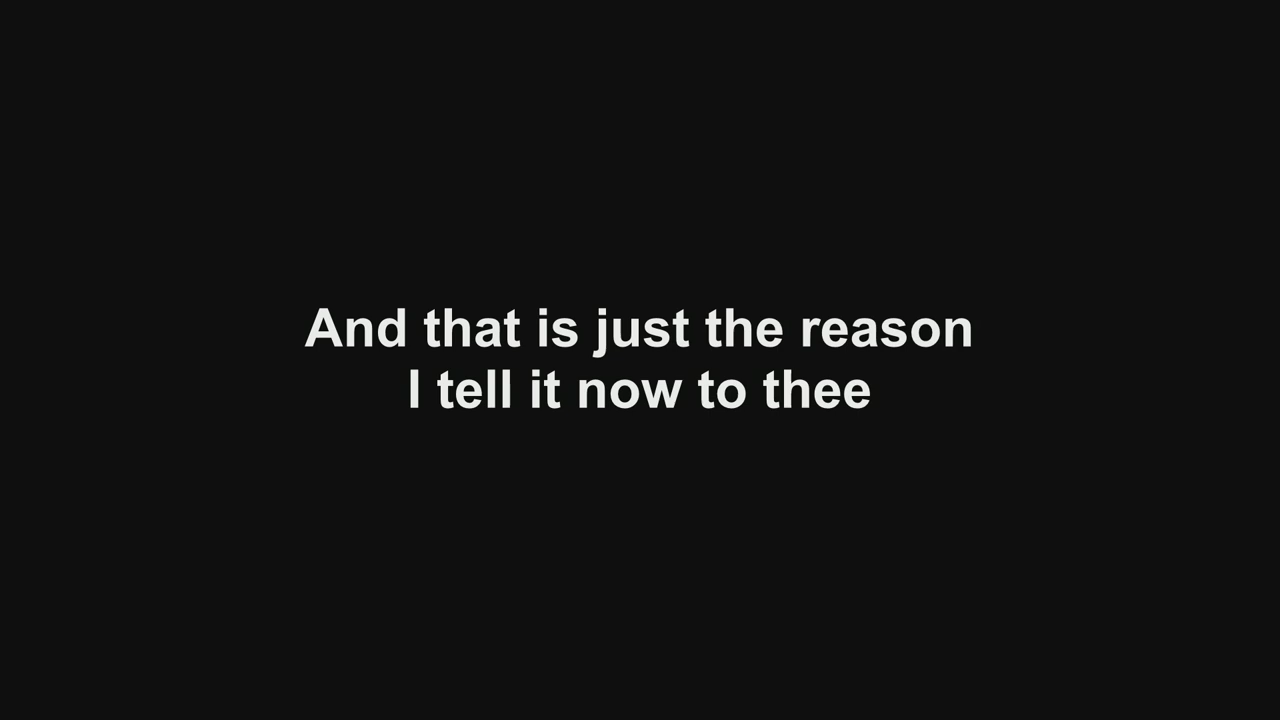 And that is just the reason
I tell it now to thee